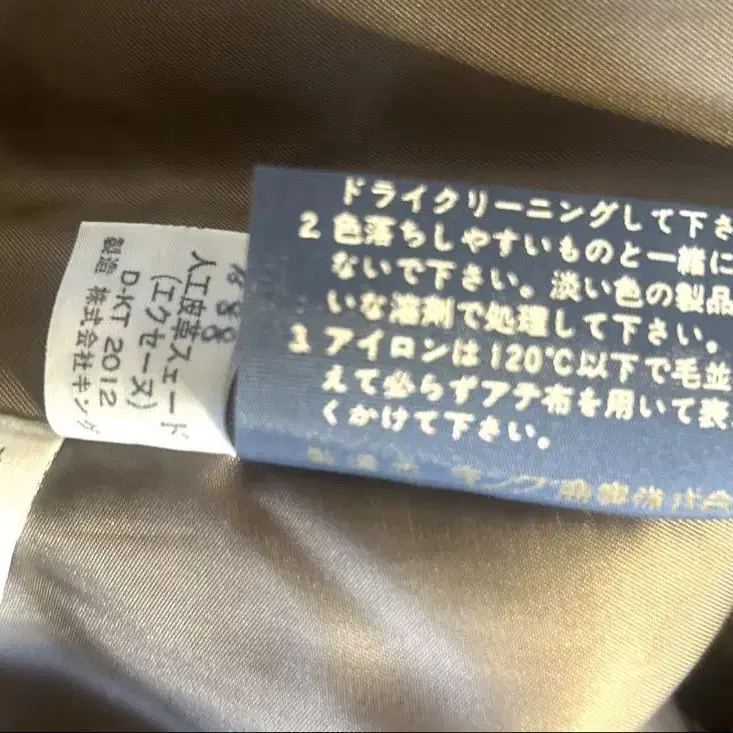 ドライクリーニングして下さ
2 色落ちしやすいものと一緒に
ないで下さい。淡い色の製品
いな溶剤で処理して下さい。
3 アイロンは120℃以下で毛並
えて必らずアテ布を用いて表
くかけて下さい。
人工皮革スェード
(エクセーヌ)
D-KT 2012
製造 株式会社キング